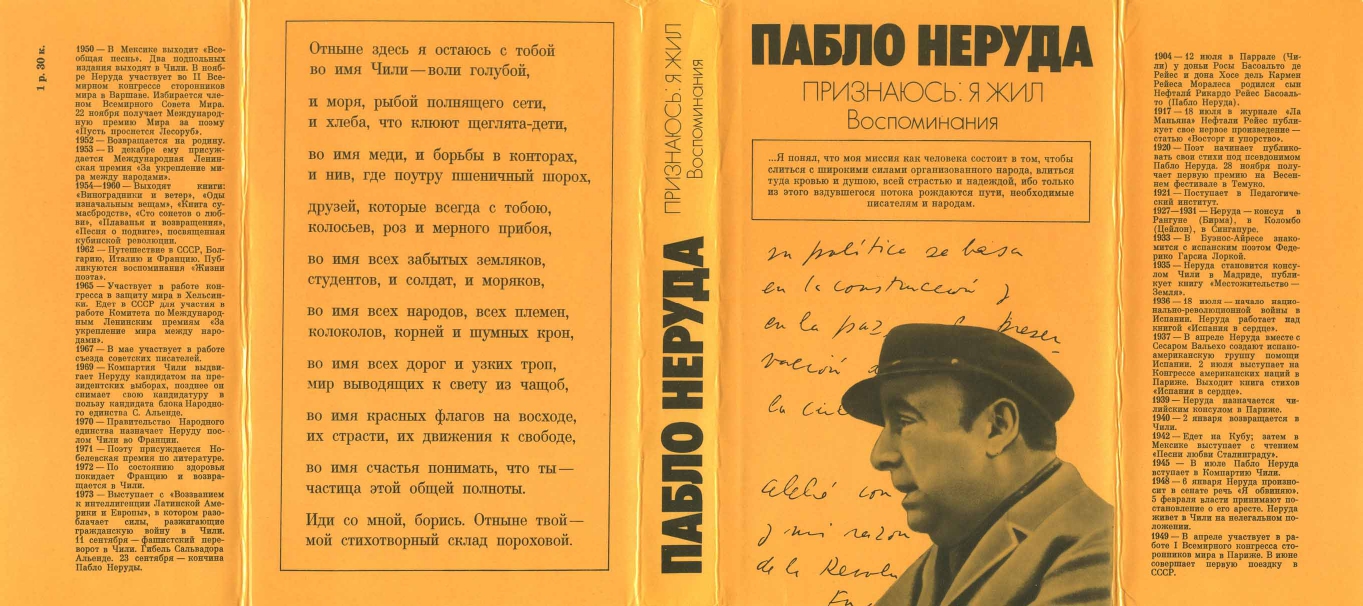 1 р. 30 к.
1950 — В Мексике выходит «Все-
общая песнь». Два подпольных
издания выходят в Чили. В нояб-
ре Неруда участвует во II Все-
мирном конгрессе сторонников
мира в Варшаве. Избирается чле-
ном Всемирного Совета Мира.
22 ноября получает Международ-
ную премию Мира за поэму
«Пусть проснется Лесоруб».
1952 — Возвращается на родину.
1953 — В декабре ему присуж-
дается Международная Ленин-
ская премия «За укрепление ми-
ра между народами».
1954—1960 — Выходят книги:
«Виноградники и ветер», «Оды
изначальным вещам», «Книга су-
масбродств», «Сто сонетов о люб-
ви», «Плаванья и возвращения»,
«Песня о подвиге», посвященная
кубинской революции.
1962 — Путешествие в СССР, Бол-
гарию, Италию и Францию. Пуб-
ликуются воспоминания «Жизни
поэта».
1965 — Участвует в работе кон-
гресса в защиту мира в Хельсин-
ки. Едет в СССР для участия в
работе Комитета по Международ-
ным Ленинским премиям «За
укрепление мира между наро-
дами».
1967 — В мае участвует в работе
съезда советских писателей.
1969 — Компартия Чили выдви-
гает Неруду кандидатом на пре-
зидентских выборах, позднее он
снимает свою кандидатуру в
пользу кандидата блока Народно-
го единства С. Альенде.
1970 — Правительство Народного
единства назначает Неруду пос-
лом Чили во Франции.
1971 — Поэту присуждается Но-
белевская премия по литературе.
1972 — По состоянию здоровья
покидает Францию и возвра-
щается в Чили.
1973 — Выступает с «Воззванием
к интеллигенции Латинской Аме-
рики и Европы», в котором разо-
блачает силы, разжигающие
гражданскую войну в Чили.
11 сентября — фашистский пере-
ворот в Чили. Гибель Сальвадора
Альенде. 23 сентября — кончина
Пабло Неруды.
Отныне здесь я остаюсь с тобой
во имя Чили — воли голубой,
и моря, рыбой полнящего сети,
и хлеба, что клюют щеглята-дети,
во имя меди, и борьбы в конторах,
и нив, где поутру пшеничный шорох,
друзей, которые всегда с тобою,
колосьев, роз и мерного прибоя,
во имя всех забытых земляков,
студентов, и солдат, и моряков,
во имя всех народов, всех племен,
колоколов, корней и шумных крон,
во имя всех дорог и узких троп,
мир выводящих к свету из чащоб,
во имя красных флагов на восходе,
их страсти, их движения к свободе,
во имя счастья понимать, что ты —
частица этой общей полноты.
Иди со мной, борись. Отныне твой —
мой стихотворный склад пороховой.
ПАБЛО НЕРУДА
ПРИЗНАЮСЬ: Я ЖИЛ
Воспоминания
ПАБЛО НЕРУДА
ПРИЗНАЮСЬ: Я ЖИЛ
Воспоминания
...Я понял, что моя миссия как человека состоит в том, чтобы
слиться с широкими силами организованного народа, влиться
туда кровью и душою, всей страстью и надеждой, ибо только
из этого вздувшегося потока рождаются пути, необходимые
писателям и народам.
su política se basa
en la construcción y
en la paz
preser-
vación
la
con
y mi razon
de la Revolu
En
1904 — 12 июля в Паррале (Чи-
ли) у доньи Росы Басоальто де
Рейес и дона Хосе дель Кармен
Рейеса Моралеса родился сын
Нефтали Рикардо Рейес Басоаль-
то (Пабло Неруда).
1917 — 18 июля в журнале «Ла
Маньяна» Нефтали Рейес публи-
кует свое первое произведение —
статью «Восторг и упорство».
1920 — Поэт начинает публико-
вать свои стихи под псевдонимом
Пабло Неруда. 28 ноября полу-
чает первую премию на Весен-
нем фестивале в Темуко.
1921 — Поступает в Педагогиче-
ский институт.
1927—1931 — Неруда — консул в
Рангуне (Бирма), в Коломбо
(Цейлон), в Сингапуре.
1933 — В Буэнос-Айресе знако-
мится с испанским поэтом Феде-
рико Гарсиа Лоркой.
1935 — Неруда становится консу-
лом Чили в Мадриде, публи-
кует книгу «Местожительство —
Земля».
1936 — 18 июля — начало нацио-
нально-революционной войны в
Испании. Неруда работает над
книгой «Испания в сердце».
1937 — В апреле Неруда вместе с
Сесаром Вальехо создают испано-
американскую группу помощи
Испании. 2 июля выступает на
Конгрессе американских наций в
Париже. Выходит книга стихов
«Испания в сердце».
1939 — Неруда назначается чи-
лийским консулом в Париже.
1940 — 2 января возвращается в
Чили.
1942 — Едет на Кубу; затем в
Мексике выступает с чтением
«Песни любви Сталинграду».
1945 — В июле Пабло Неруда
вступает в Компартию Чили.
1948 — 6 января Неруда произно-
сит в сенате речь «Я обвиняю».
5 февраля власти принимают по-
становление о его аресте. Неруда
живет в Чили на нелегальном по-
ложении.
1949 — В апреле участвует в ра-
боте I Всемирного конгресса сто-
ронников мира в Париже. В июне
совершает первую поездку в
СССР.